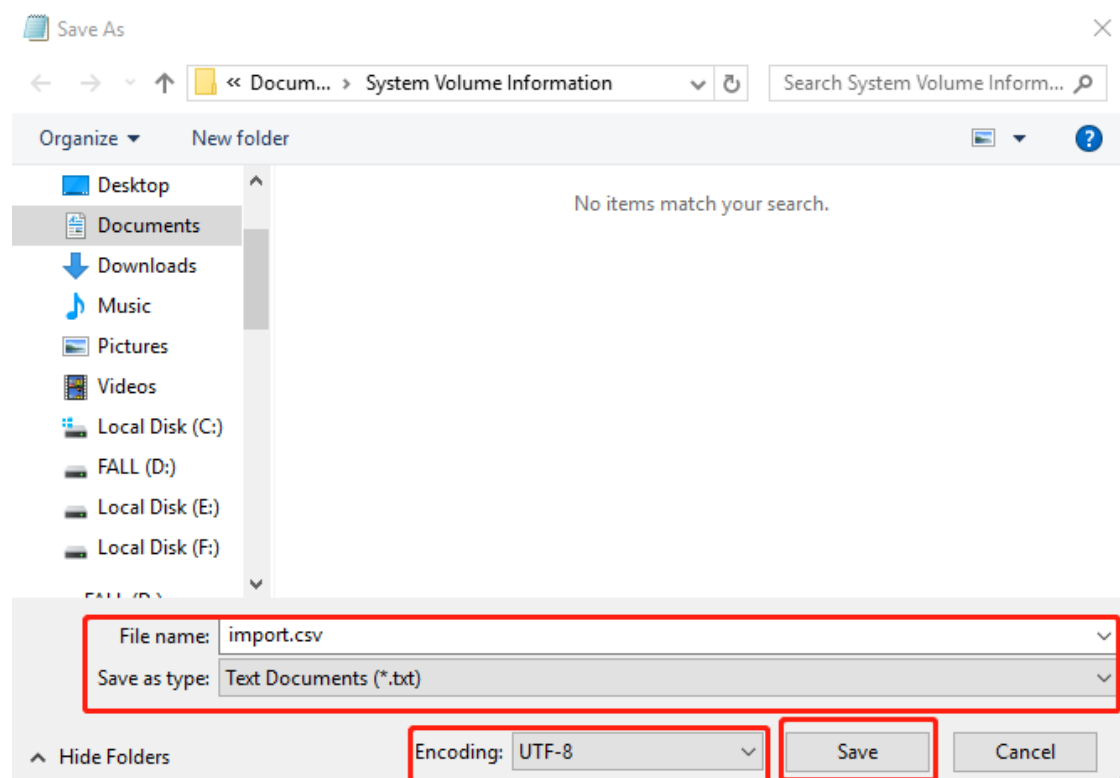 Save As
« Docum... › System Volume Information
Search System Volume Inform...
Organize
New folder
Desktop
No items match your search.
Documents
Downloads
Music
Pictures
Videos
Local Disk (C:)
FALL (D:)
Local Disk (E:)
Local Disk (F:)
FALL (D:)
File name: import.csv
Save as type: Text Documents (*.txt)
Hide Folders
Encoding: UTF-8
Save
Cancel